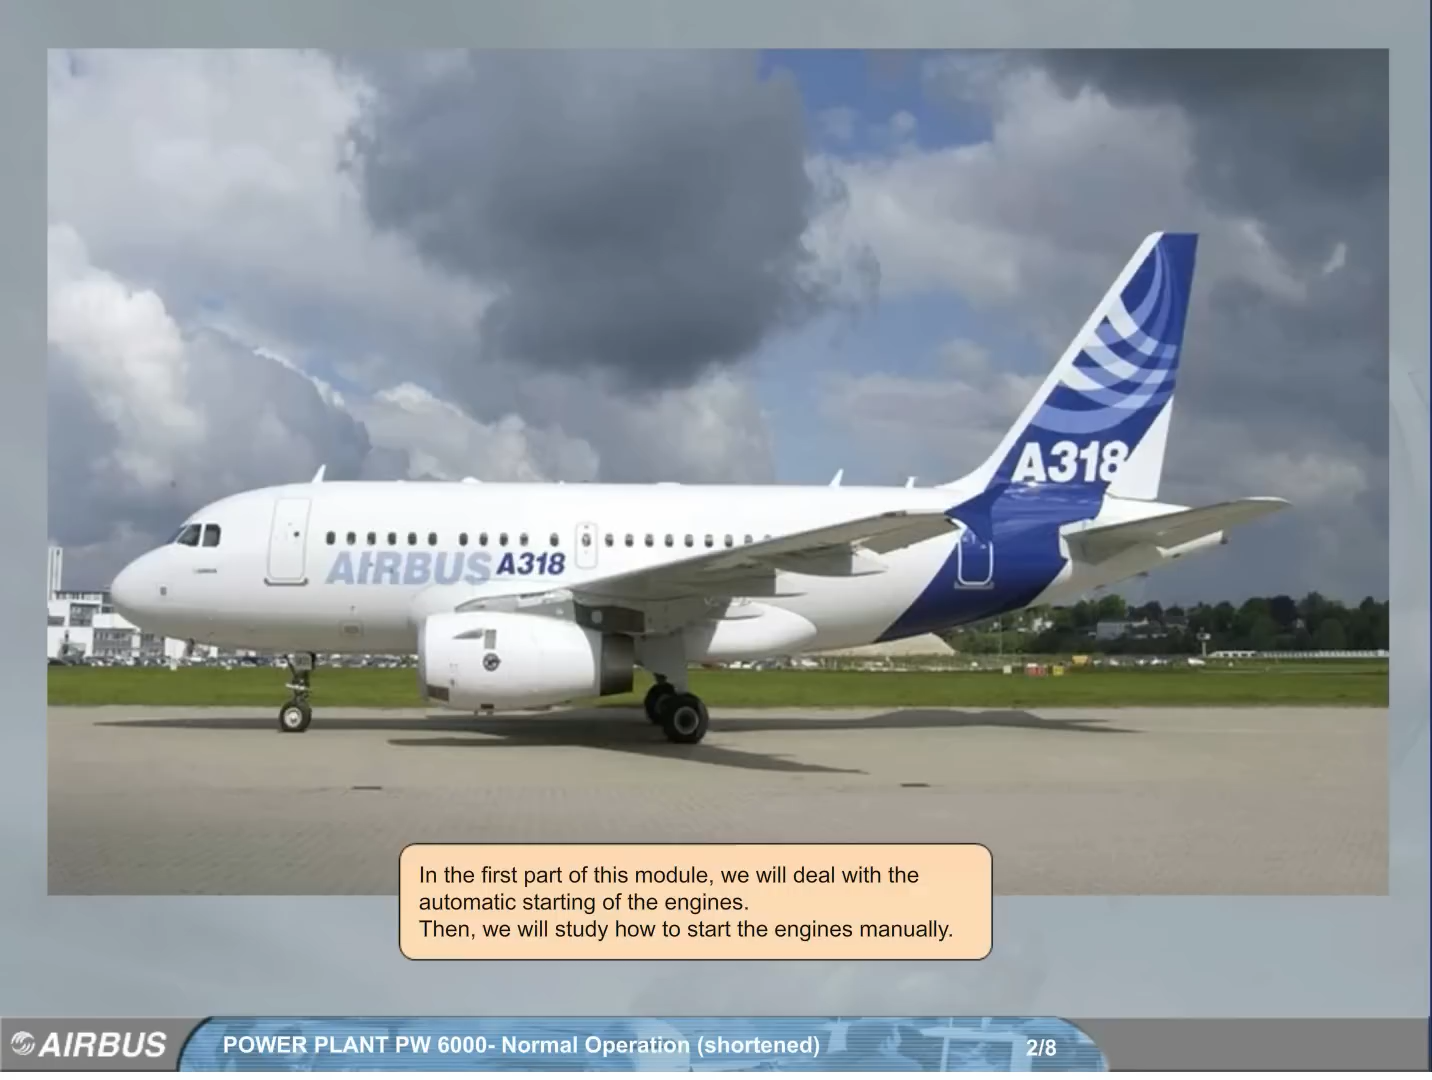 A318
AIRBUS A318
In the first part of this module, we will deal with the
automatic starting of the engines.
Then, we will study how to start the engines manually.
AIRBUS
POWER PLANT PW 6000- Normal Operation (shortened)
2/8